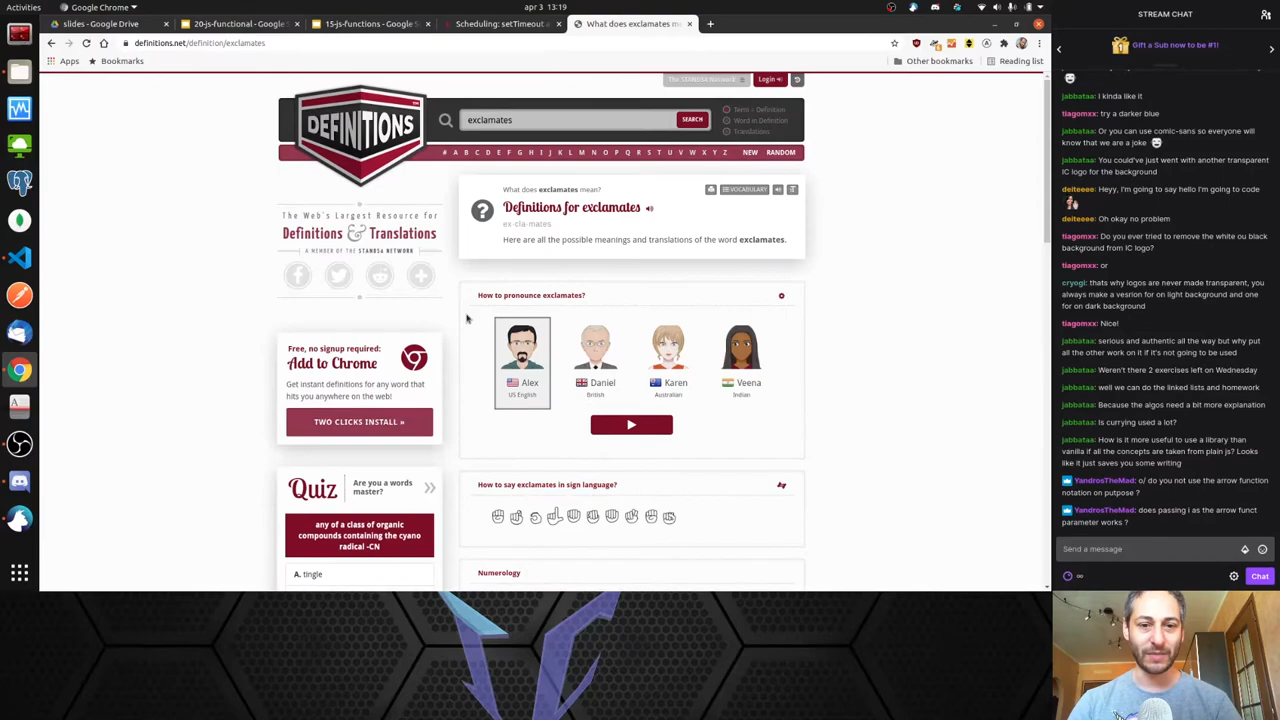 Activities
Google Chrome
apr 3 13:19
slides - Google Drive
20-js-functional - Google S
15-js-functions - Google S
Scheduling: setTimeout a
What does exclamates m
definitions.net/definition/exclamates
Apps
Bookmarks
Other bookmarks
Reading list
The STANDS4 Network
Login
DEFINITIONS
exclamates
SEARCH
Term » Definition
Word in Definition
Translations
# A B C D E F G H I J K L M N O P Q R S T U V W X Y Z NEW RANDOM
The Web's Largest Resource for
Definitions & Translations
A MEMBER OF THE STANDS4 NETWORK
What does exclamates mean?
VOCABULARY
Definitions for exclamates
ex·cla·mates
Here are all the possible meanings and translations of the word exclamates.
How to pronounce exclamates?
Alex
US English
Daniel
British
Karen
Australian
Veena
Indian
How to say exclamates in sign language?
Numerology
Free, no signup required:
Add to Chrome
Get instant definitions for any word that
hits you anywhere on the web!
TWO CLICKS INSTALL »
Quiz
Are you a words
master?
any of a class of organic
compounds containing the cyano
radical -CN
A. tingle
STREAM CHAT
Gift a Sub now to be #1!
jabbataa: I kinda like it
tiagomxx: try a darker blue
jabbataa: Or you can use comic-sans so everyone will
know that we are a joke
jabbataa: You could've just went with another transparent
IC logo for the background
deiteeee: Heyy, I'm going to say hello I'm going to code
deiteeee: Oh okay no problem
tiagomxx: Do you ever tried to remove the white ou black
background from IC logo?
tiagomxx: or
cryogi: thats why logos are never made transparent, you
always make a vesrion for on light background and one
for on dark background
tiagomxx: Nice!
jabbataa: serious and authentic all the way but why put
all the other work on it if it's not going to be used
jabbataa: Weren't there 2 exercises left on Wednesday
jabbataa: well we can do the linked lists and homework
jabbataa: Because the algos need a bit more explanation
jabbataa: Is currying used a lot?
jabbataa: How is it more useful to use a library than
vanilla if all the concepts are taken from plain js? Looks
like it just saves you some writing
YandrosTheMad: o/ do you not use the arrow function
notation on putpose ?
YandrosTheMad: does passing i as the arrow funct
parameter works ?
Send a message
Chat